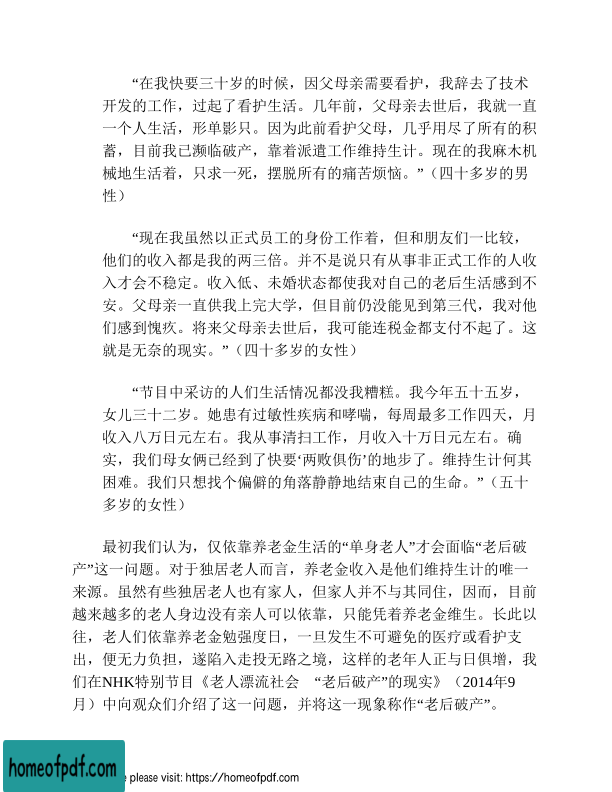 “在我快要三十岁的时候，因父母亲需要看护，我辞去了技术
开发的工作，过起了看护生活。几年前，父母亲去世后，我就一直
一个人生活，形单影只。因为此前看护父母，几乎用尽了所有的积
蓄，目前我已濒临破产，靠着派遣工作维持生计。现在的我麻木机
械地生活着，只求一死，摆脱所有的痛苦烦恼。”（四十多岁的男
性）
“现在我虽然以正式员工的身份工作着，但和朋友们一比较，
他们的收入都是我的两三倍。并不是说只有从事非正式工作的人收
入才会不稳定。收入低、未婚状态都使我对自己的老后生活感到不
安。父母亲一直供我上完大学，但目前仍没能见到第三代，我对他
们感到愧疚。将来父母亲去世后，我可能连税金都支付不起了。这
就是无奈的现实。”（四十多岁的女性）
“节目中采访的人们生活情况都没我糟糕。我今年五十五岁，
女儿三十二岁。她患有过敏性疾病和哮喘，每周最多工作四天，月
收入八万日元左右。我从事清扫工作，月收入十万日元左右。确
实，我们母女俩已经到了快要‘两败俱伤’的地步了。维持生计何其
困难。我们只想找个偏僻的角落静静地结束自己的生命。”（五十
多岁的女性）
最初我们认为，仅依靠养老金生活的“单身老人”才会面临“老后破
产”这一问题。对于独居老人而言，养老金收入是他们维持生计的唯一
来源。虽然有些独居老人也有家人，但家人并不与其同住，因而，目前
越来越多的老人身边没有亲人可以依靠，只能凭着养老金维生。长此以
往，老人们依靠养老金勉强度日，一旦发生不可避免的医疗或看护支
出，便无力负担，遂陷入走投无路之境，这样的老年人正与日俱增，我
们在NHK特别节目《老人漂流社会　“老后破产”的现实》（2014年9
月）中向观众们介绍了这一问题，并将这一现象称作“老后破产”。
homeofpdf.com
please visit: https://homeofpdf.com